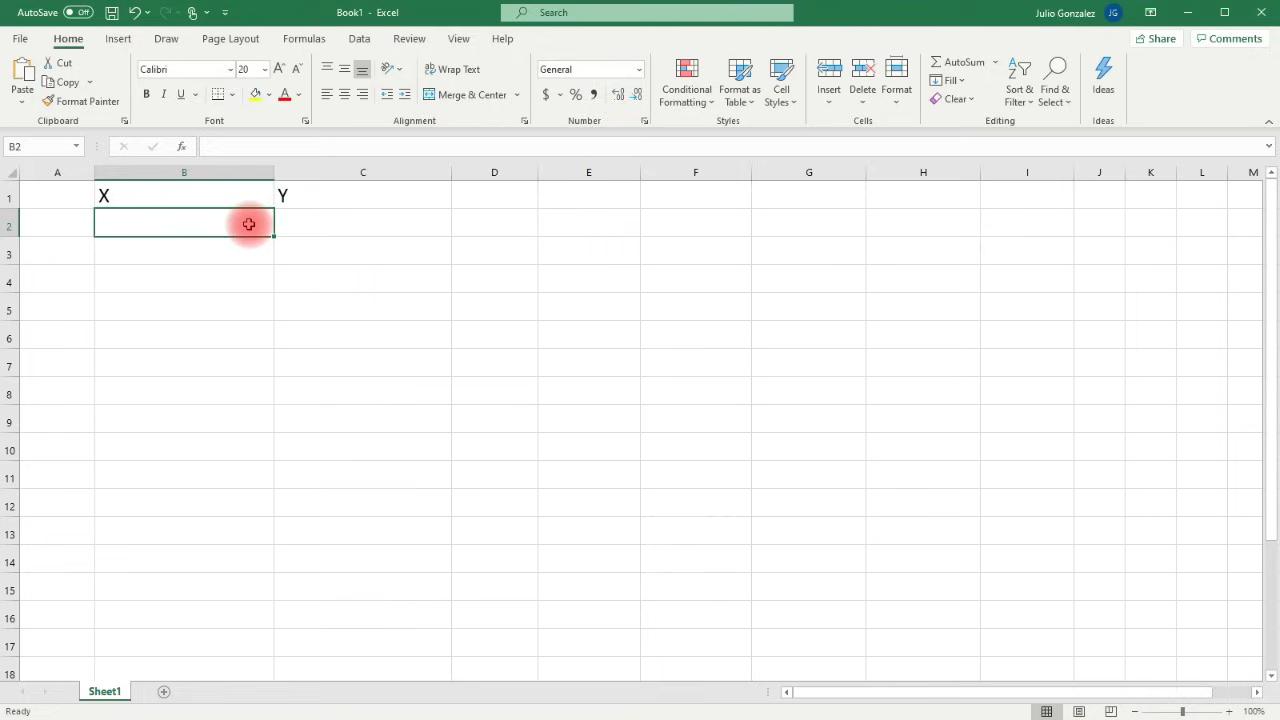 AutoSave Off Book1 - Excel Search Julio Gonzalez JG
File Home Insert Draw Page Layout Formulas Data Review View Help Share Comments
Paste Cut Copy Format Painter Clipboard
Calibri 20 A A B I U A Font
Wrap Text Merge & Center Alignment
General $ % , Number
Conditional Formatting Format as Table Cell Styles Styles
Insert Delete Format Cells
AutoSum Fill Clear Sort & Filter Find & Select Editing
Ideas Ideas
B2 fx
A B C D E F G H I J K L M
1 X Y
2
3
4
5
6
7
8
9
10
11
12
13
14
15
16
17
18
Sheet1
Ready 100%